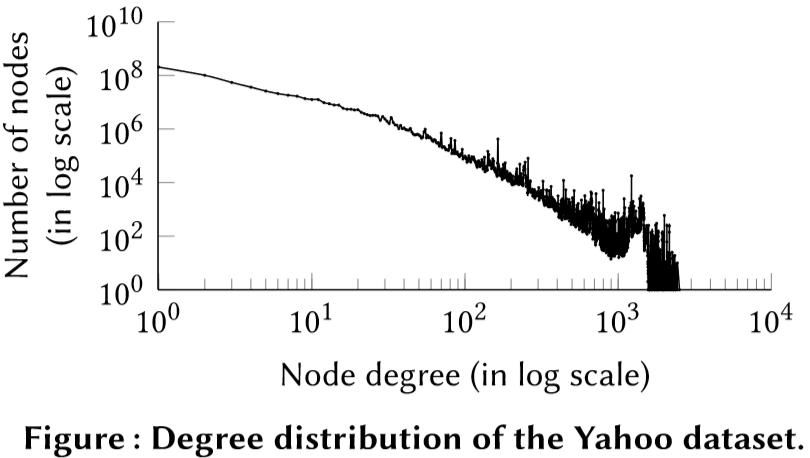 Number of nodes
(in log scale)
10^10
10^8
10^6
10^4
10^2
10^0
10^0 10^1 10^2 10^3 10^4
Node degree (in log scale)
Figure : Degree distribution of the Yahoo dataset.